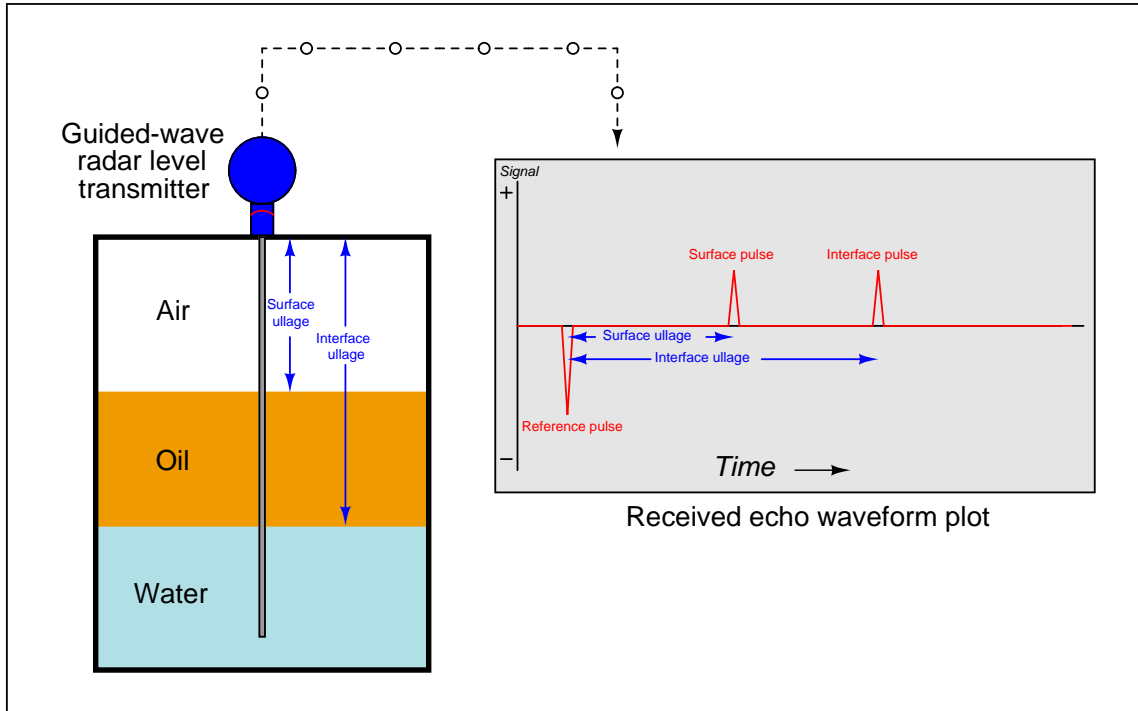 Guided-wave
radar level
transmitter
Air
Surface
ullage
Interface
ullage
Oil
Water
Signal
+
Surface pulse
Interface pulse
Surface ullage
Interface ullage
Reference pulse
−
Time
Received echo waveform plot